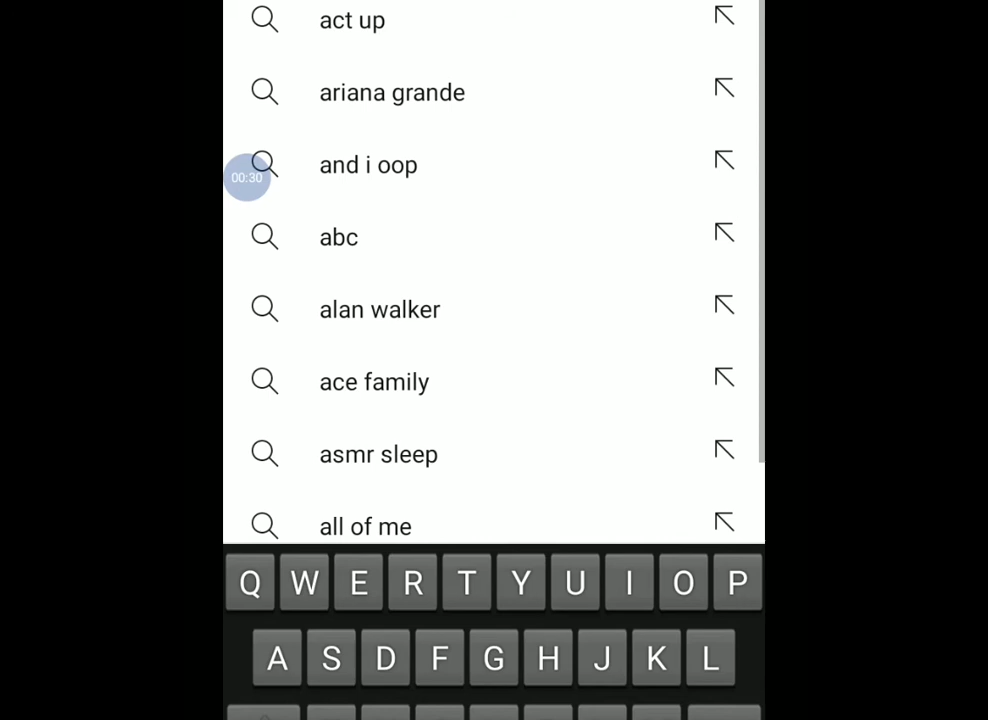 act up
ariana grande
and i oop
00:30
abc
alan walker
ace family
asmr sleep
all of me
Q W E R T Y U I O P
A S D F G H J K L